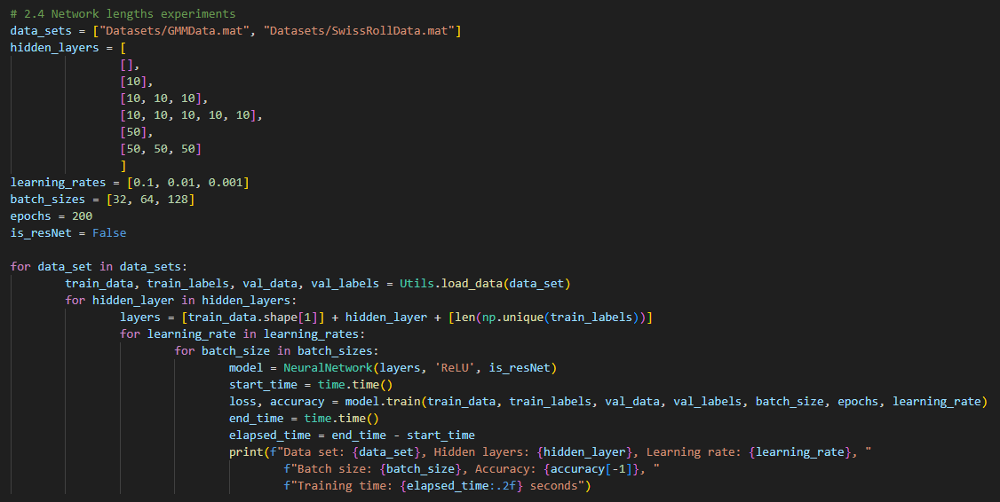 # 2.4 Network lengths experiments
data_sets = ["Datasets/GMMData.mat", "Datasets/SwissRollData.mat"]
hidden_layers = [
                [],
                [10],
                [10, 10, 10],
                [10, 10, 10, 10, 10],
                [50],
                [50, 50, 50]
                ]
learning_rates = [0.1, 0.01, 0.001]
batch_sizes = [32, 64, 128]
epochs = 200
is_resNet = False

for data_set in data_sets:
        train_data, train_labels, val_data, val_labels = Utils.load_data(data_set)
        for hidden_layer in hidden_layers:
                layers = [train_data.shape[1]] + hidden_layer + [len(np.unique(train_labels))]
                for learning_rate in learning_rates:
                        for batch_size in batch_sizes:
                                model = NeuralNetwork(layers, 'ReLU', is_resNet)
                                start_time = time.time()
                                loss, accuracy = model.train(train_data, train_labels, val_data, val_labels, batch_size, epochs, learning_rate)
                                end_time = time.time()
                                elapsed_time = end_time - start_time
                                print(f"Data set: {data_set}, Hidden layers: {hidden_layer}, Learning rate: {learning_rate}, "
                                        f"Batch size: {batch_size}, Accuracy: {accuracy[-1]}, "
                                        f"Training time: {elapsed_time:.2f} seconds")